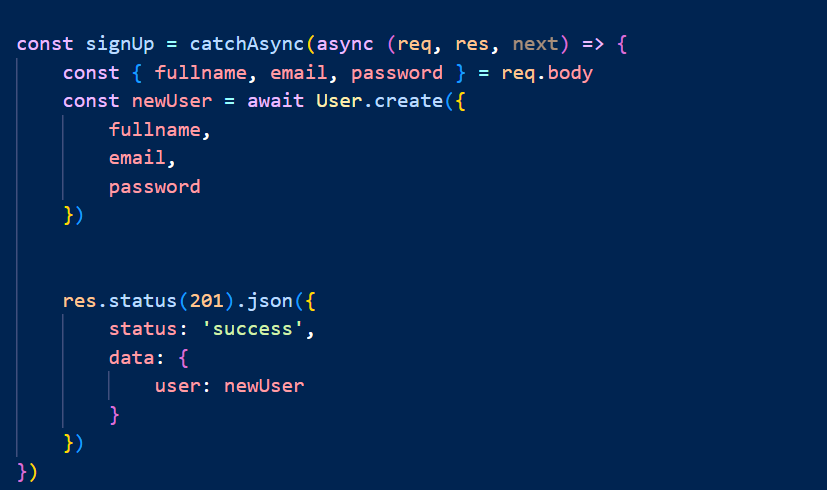 const signUp = catchAsync(async (req, res, next) => {
    const { fullname, email, password } = req.body
    const newUser = await User.create({
        fullname,
        email,
        password
    })
    res.status(201).json({
        status: 'success',
        data: {
            user: newUser
        }
    })
})